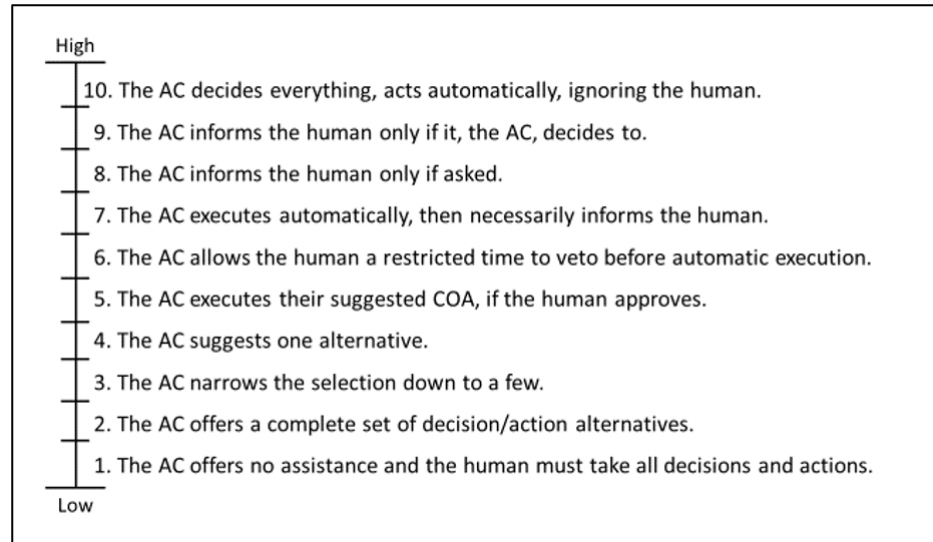 High
10. The AC decides everything, acts automatically, ignoring the human.
9. The AC informs the human only if it, the AC, decides to.
8. The AC informs the human only if asked.
7. The AC executes automatically, then necessarily informs the human.
6. The AC allows the human a restricted time to veto before automatic execution.
5. The AC executes their suggested COA, if the human approves.
4. The AC suggests one alternative.
3. The AC narrows the selection down to a few.
2. The AC offers a complete set of decision/action alternatives.
1. The AC offers no assistance and the human must take all decisions and actions.
Low